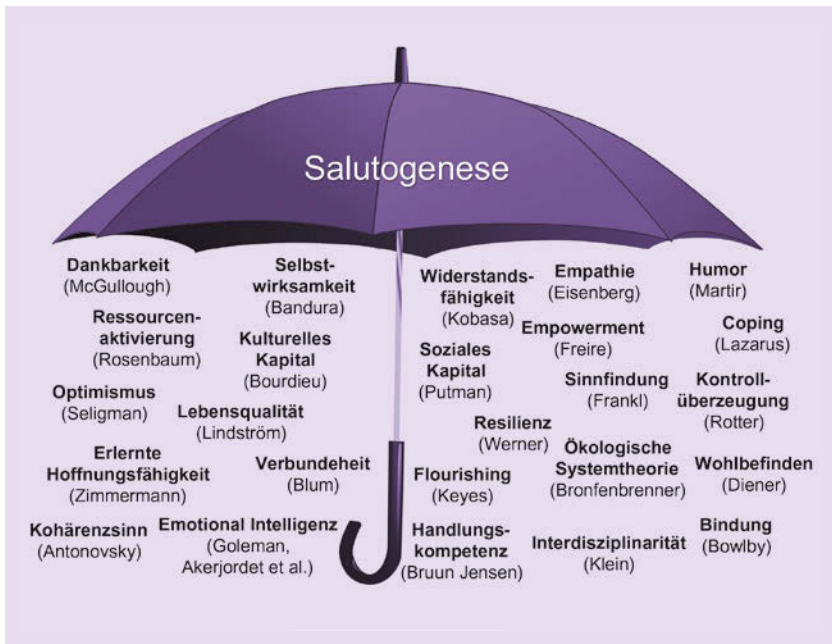 Salutogenese
Dankbarkeit
(McGullough)
Selbst-
wirksamkeit
(Bandura)
Widerstands-
fähigkeit
(Kobasa)
Empathie
(Eisenberg)
Humor
(Martir)
Ressourcen-
aktivierung
(Rosenbaum)
Kulturelles
Kapital
(Bourdieu)
Soziales
Kapital
(Putman)
Empowerment
(Freire)
Coping
(Lazarus)
Optimismus
(Seligman)
Lebensqualität
(Lindström)
Sinnfindung
(Frankl)
Kontroll-
überzeugung
(Rotter)
Resilienz
(Werner)
Erlernte
Hoffnungsfähigkeit
(Zimmermann)
Verbundeheit
(Blum)
Flourishing
(Keyes)
Ökologische
Systemtheorie
(Bronfenbrenner)
Wohlbefinden
(Diener)
Kohärenzsinn
(Antonovsky)
Emotional Intelligenz
(Goleman,
Akerjordet et al.)
Handlungs-
kompetenz
(Bruun Jensen)
Interdisziplinarität
(Klein)
Bindung
(Bowlby)